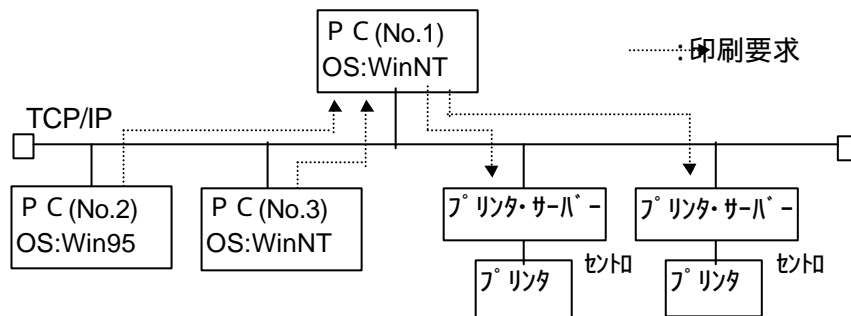 ＰＣ(No.1)
OS:WinNT
:印刷要求
TCP/IP
ＰＣ(No.2)
OS:Win95
ＰＣ(No.3)
OS:WinNT
ﾌﾟﾘﾝﾀ･ｻｰﾊﾞｰ
ﾌﾟﾘﾝﾀ･ｻｰﾊﾞｰ
ｾﾝﾄﾛ
ｾﾝﾄﾛ
ﾌﾟﾘﾝﾀ
ﾌﾟﾘﾝﾀ